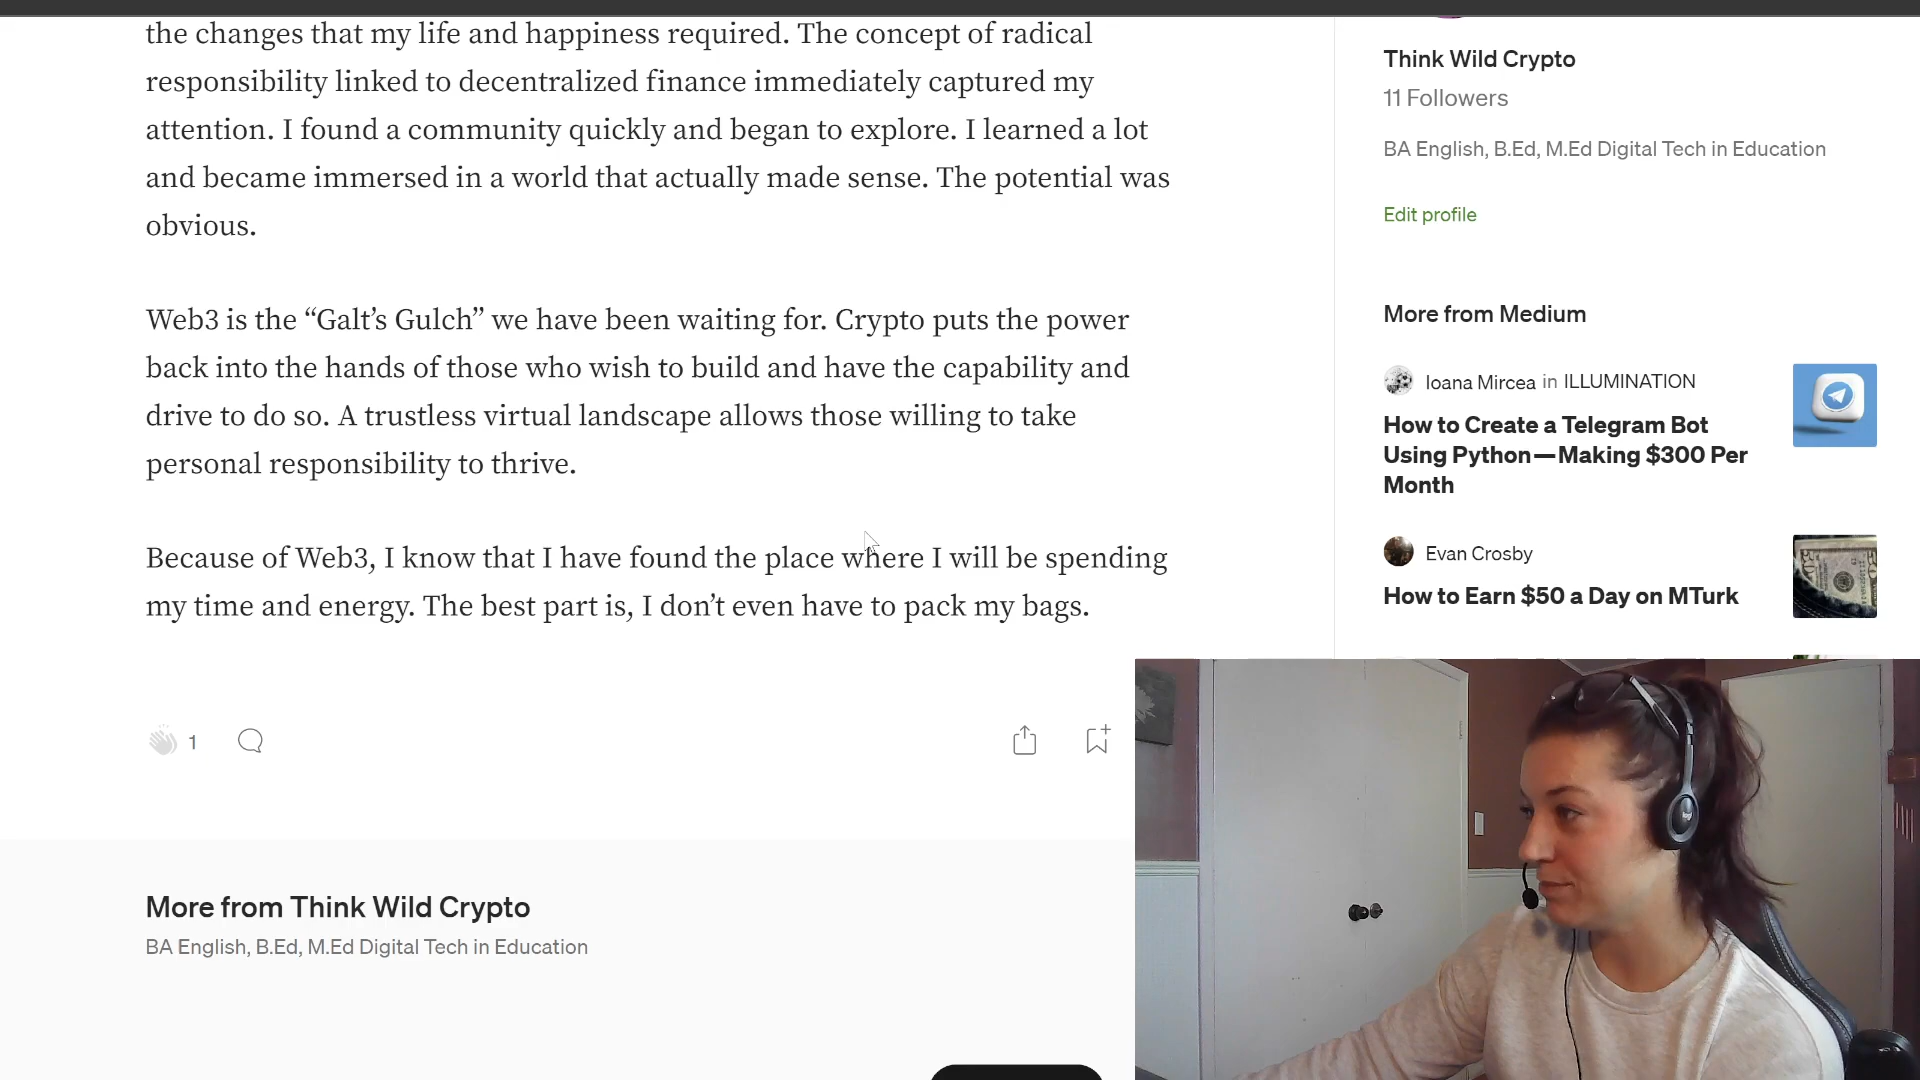 the changes that my life and happiness required. The concept of radical
responsibility linked to decentralized finance immediately captured my
attention. I found a community quickly and began to explore. I learned a lot
and became immersed in a world that actually made sense. The potential was
obvious.
Web3 is the “Galt’s Gulch” we have been waiting for. Crypto puts the power
back into the hands of those who wish to build and have the capability and
drive to do so. A trustless virtual landscape allows those willing to take
personal responsibility to thrive.
Because of Web3, I know that I have found the place where I will be spending
my time and energy. The best part is, I don’t even have to pack my bags.
1
More from Think Wild Crypto
BA English, B.Ed, M.Ed Digital Tech in Education
Think Wild Crypto
11 Followers
BA English, B.Ed, M.Ed Digital Tech in Education
Edit profile
More from Medium
Ioana Mircea in ILLUMINATION
How to Create a Telegram Bot
Using Python — Making $300 Per
Month
Evan Crosby
How to Earn $50 a Day on MTurk